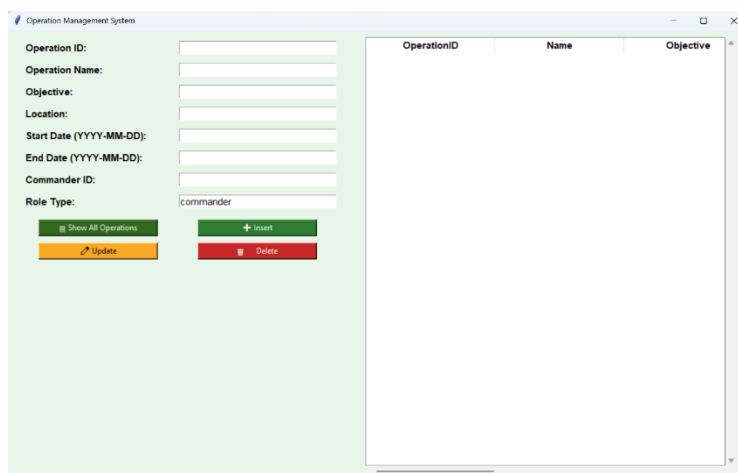 Operation Management System
Operation ID:
Operation Name:
Objective:
Location:
Start Date (YYYY-MM-DD):
End Date (YYYY-MM-DD):
Commander ID:
Role Type: commander
Show All Operations Insert
Update Delete
OperationID Name Objective